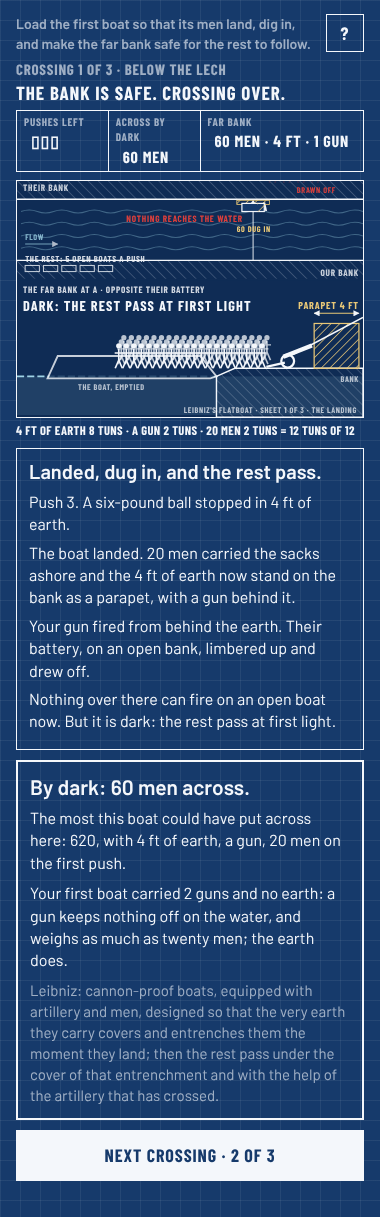 Load the first boat so that its men land, dig in,
and make the far bank safe for the rest to follow.
?
CROSSING 1 OF 3 · BELOW THE LECH
THE BANK IS SAFE. CROSSING OVER.
PUSHES LEFT
ACROSS BY
DARK
60 MEN
FAR BANK
60 MEN · 4 FT · 1 GUN
THEIR BANK
DRAWN OFF
NOTHING REACHES THE WATER
60 DUG IN
FLOW
THE REST: 5 OPEN BOATS A PUSH
OUR BANK
THE FAR BANK AT A · OPPOSITE THEIR BATTERY
DARK: THE REST PASS AT FIRST LIGHT
PARAPET 4 FT
THE BOAT, EMPTIED
BANK
LEIBNIZ'S FLATBOAT · SHEET 1 OF 3 · THE LANDING
4 FT OF EARTH 8 TUNS · A GUN 2 TUNS · 20 MEN 2 TUNS = 12 TUNS OF 12
Landed, dug in, and the rest pass.
Push 3. A six-pound ball stopped in 4 ft of
earth.
The boat landed. 20 men carried the sacks
ashore and the 4 ft of earth now stand on the
bank as a parapet, with a gun behind it.
Your gun fired from behind the earth. Their
battery, on an open bank, limbered up and
drew off.
Nothing over there can fire on an open boat
now. But it is dark: the rest pass at first light.
By dark: 60 men across.
The most this boat could have put across
here: 620, with 4 ft of earth, a gun, 20 men on
the first push.
Your first boat carried 2 guns and no earth: a
gun keeps nothing off on the water, and
weighs as much as twenty men; the earth
does.
Leibniz: cannon-proof boats, equipped with
artillery and men, designed so that the very earth
they carry covers and entrenches them the
moment they land; then the rest pass under the
cover of that entrenchment and with the help of
the artillery that has crossed.
NEXT CROSSING · 2 OF 3